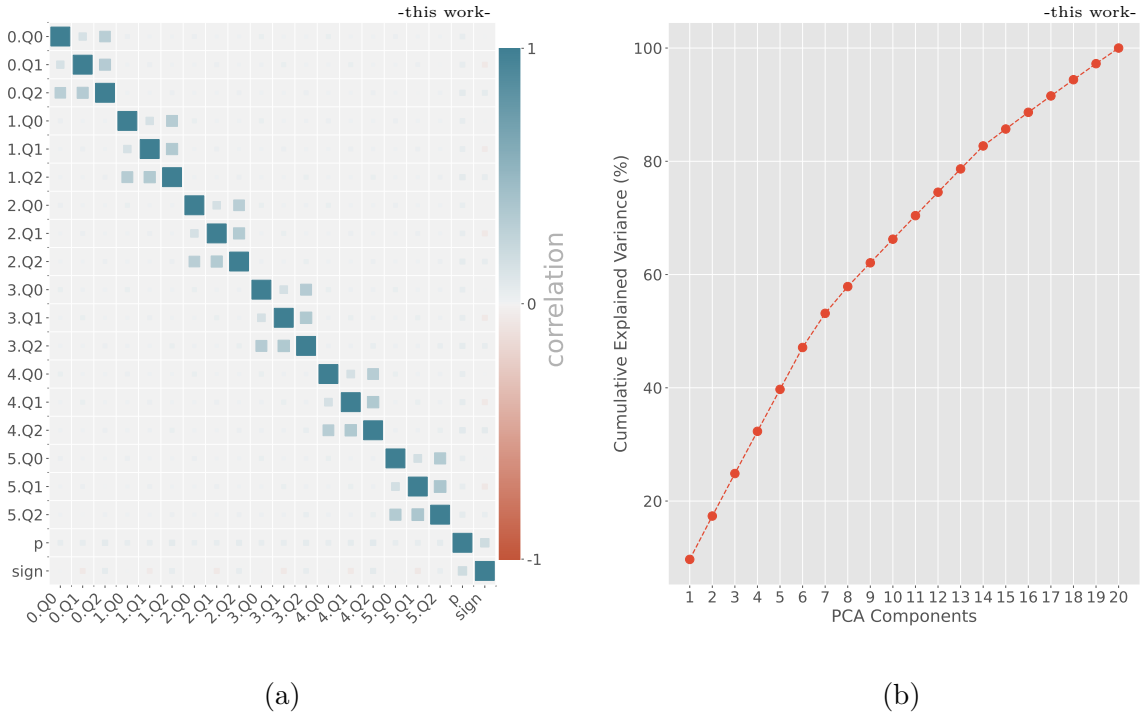 -this work-
0.Q0
0.Q1
0.Q2
1.Q0
1.Q1
1.Q2
2.Q0
2.Q1
2.Q2
3.Q0
3.Q1
3.Q2
4.Q0
4.Q1
4.Q2
5.Q0
5.Q1
5.Q2
p
sign
0.Q0 0.Q1 0.Q2 1.Q0 1.Q1 1.Q2 2.Q0 2.Q1 2.Q2 3.Q0 3.Q1 3.Q2 4.Q0 4.Q1 4.Q2 5.Q0 5.Q1 5.Q2 p sign
1
0
-1
correlation
(a)
-this work-
Cumulative Explained Variance (%)
100
80
60
40
20
1 2 3 4 5 6 7 8 9 10 11 12 13 14 15 16 17 18 19 20
PCA Components
(b)